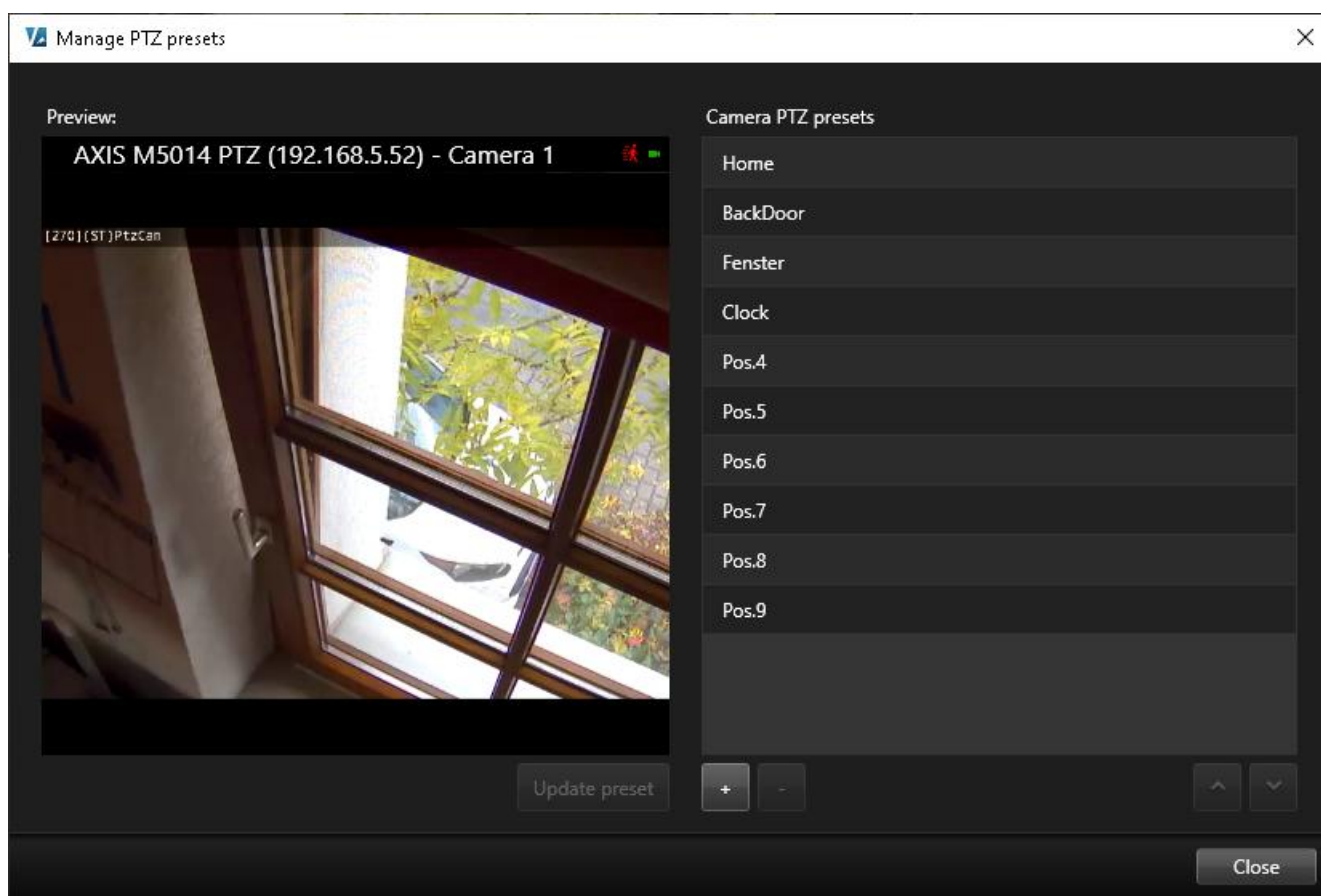 Manage PTZ presets
Preview:
AXIS M5014 PTZ (192.168.5.52) - Camera 1
[270](ST)PtzCam
Update preset
Camera PTZ presets
Home
BackDoor
Fenster
Clock
Pos.4
Pos.5
Pos.6
Pos.7
Pos.8
Pos.9
+
-
Close